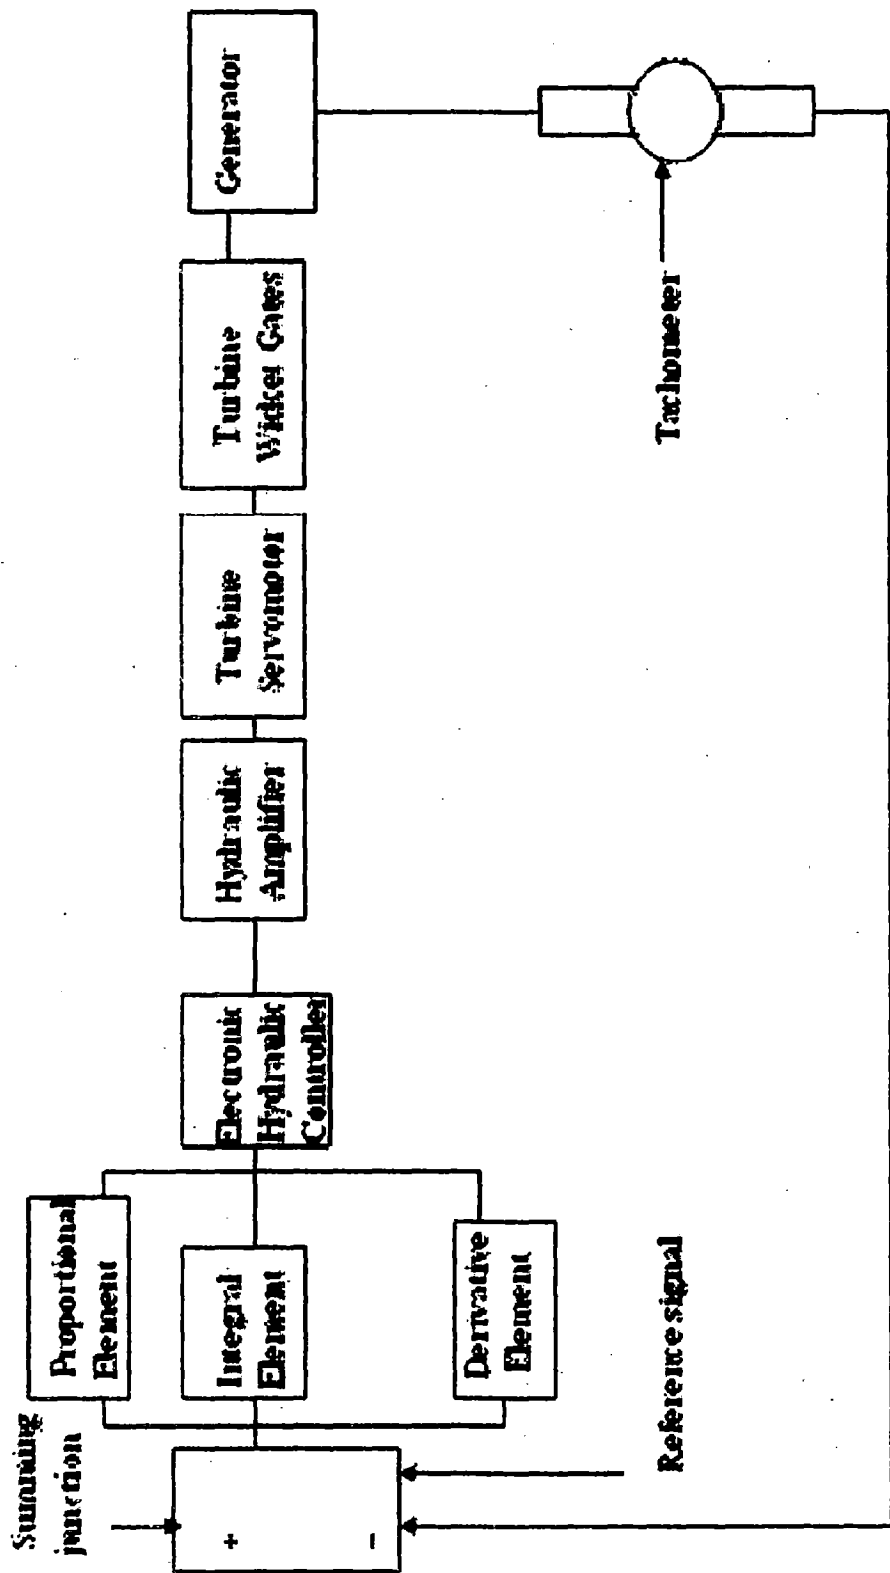 Summing
junction
+
−
Proportional
Element
Integral
Element
Derivative
Element
Reference signal
Electronic
Hydraulic
Controller
Hydraulic
Amplifier
Turbine
Servomotor
Turbine
Wicket Gates
Generator
Tachometer